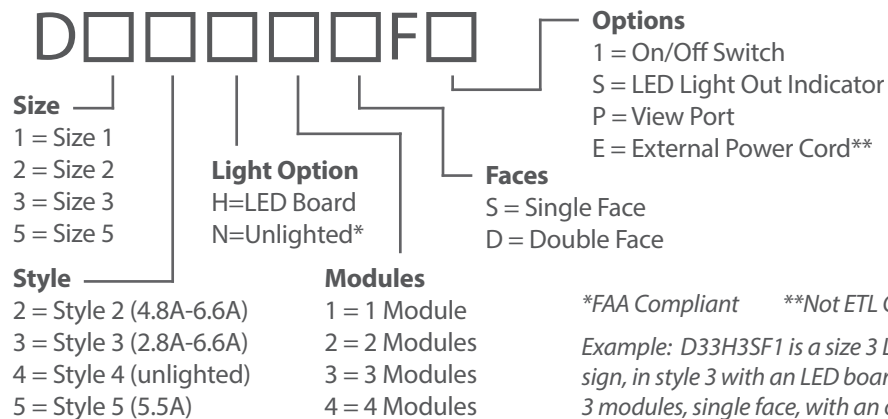 D□□□□□F□
Options
1 = On/Off Switch
S = LED Light Out Indicator
P = View Port
E = External Power Cord**
Size
1 = Size 1
2 = Size 2
3 = Size 3
5 = Size 5
Light Option
H=LED Board
N=Unlighted*
Faces
S = Single Face
D = Double Face
Style
2 = Style 2 (4.8A-6.6A)
3 = Style 3 (2.8A-6.6A)
4 = Style 4 (unlighted)
5 = Style 5 (5.5A)
Modules
1 = 1 Module
2 = 2 Modules
3 = 3 Modules
4 = 4 Modules
*FAA Compliant **Not ETL
Example: D33H3SF1 is a size 3
sign, in style 3 with an LED
3 modules, single face, with an